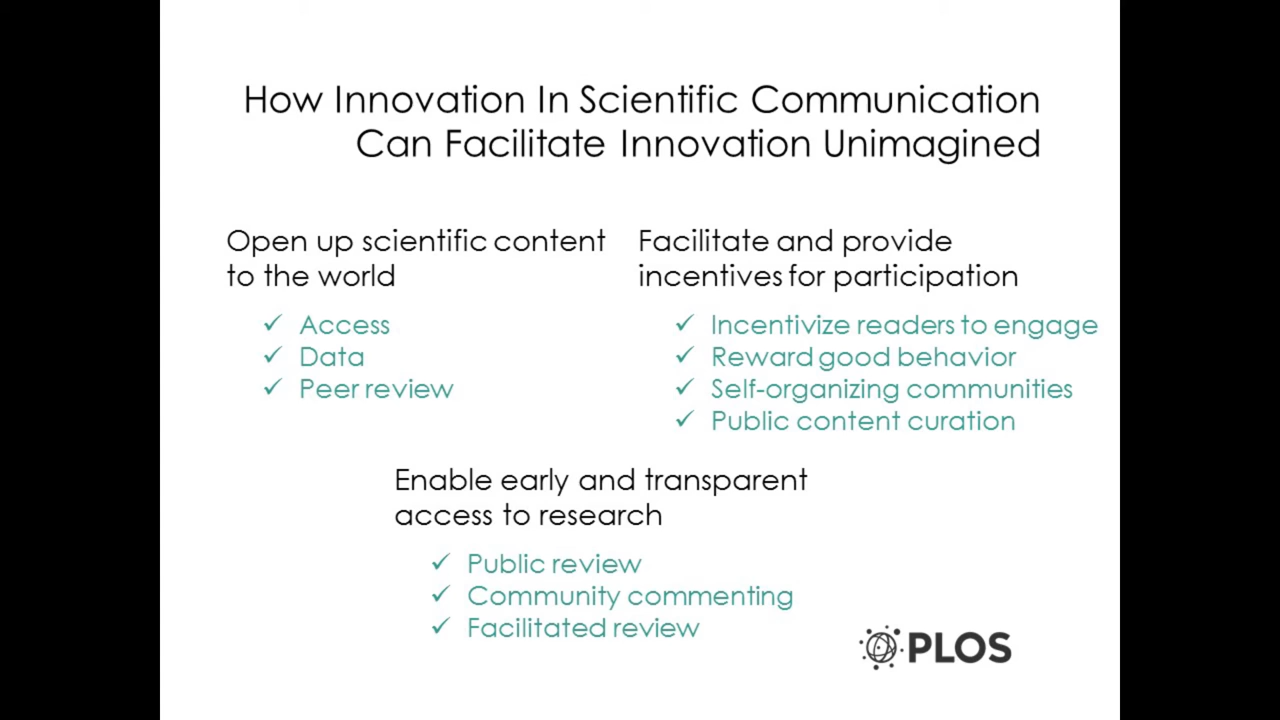 How Innovation In Scientific Communication
Can Facilitate Innovation Unimagined
Open up scientific content
to the world
✓ Access
✓ Data
✓ Peer review
Facilitate and provide
incentives for participation
✓ Incentivize readers to engage
✓ Reward good behavior
✓ Self-organizing communities
✓ Public content curation
Enable early and transparent
access to research
✓ Public review
✓ Community commenting
✓ Facilitated review
PLOS